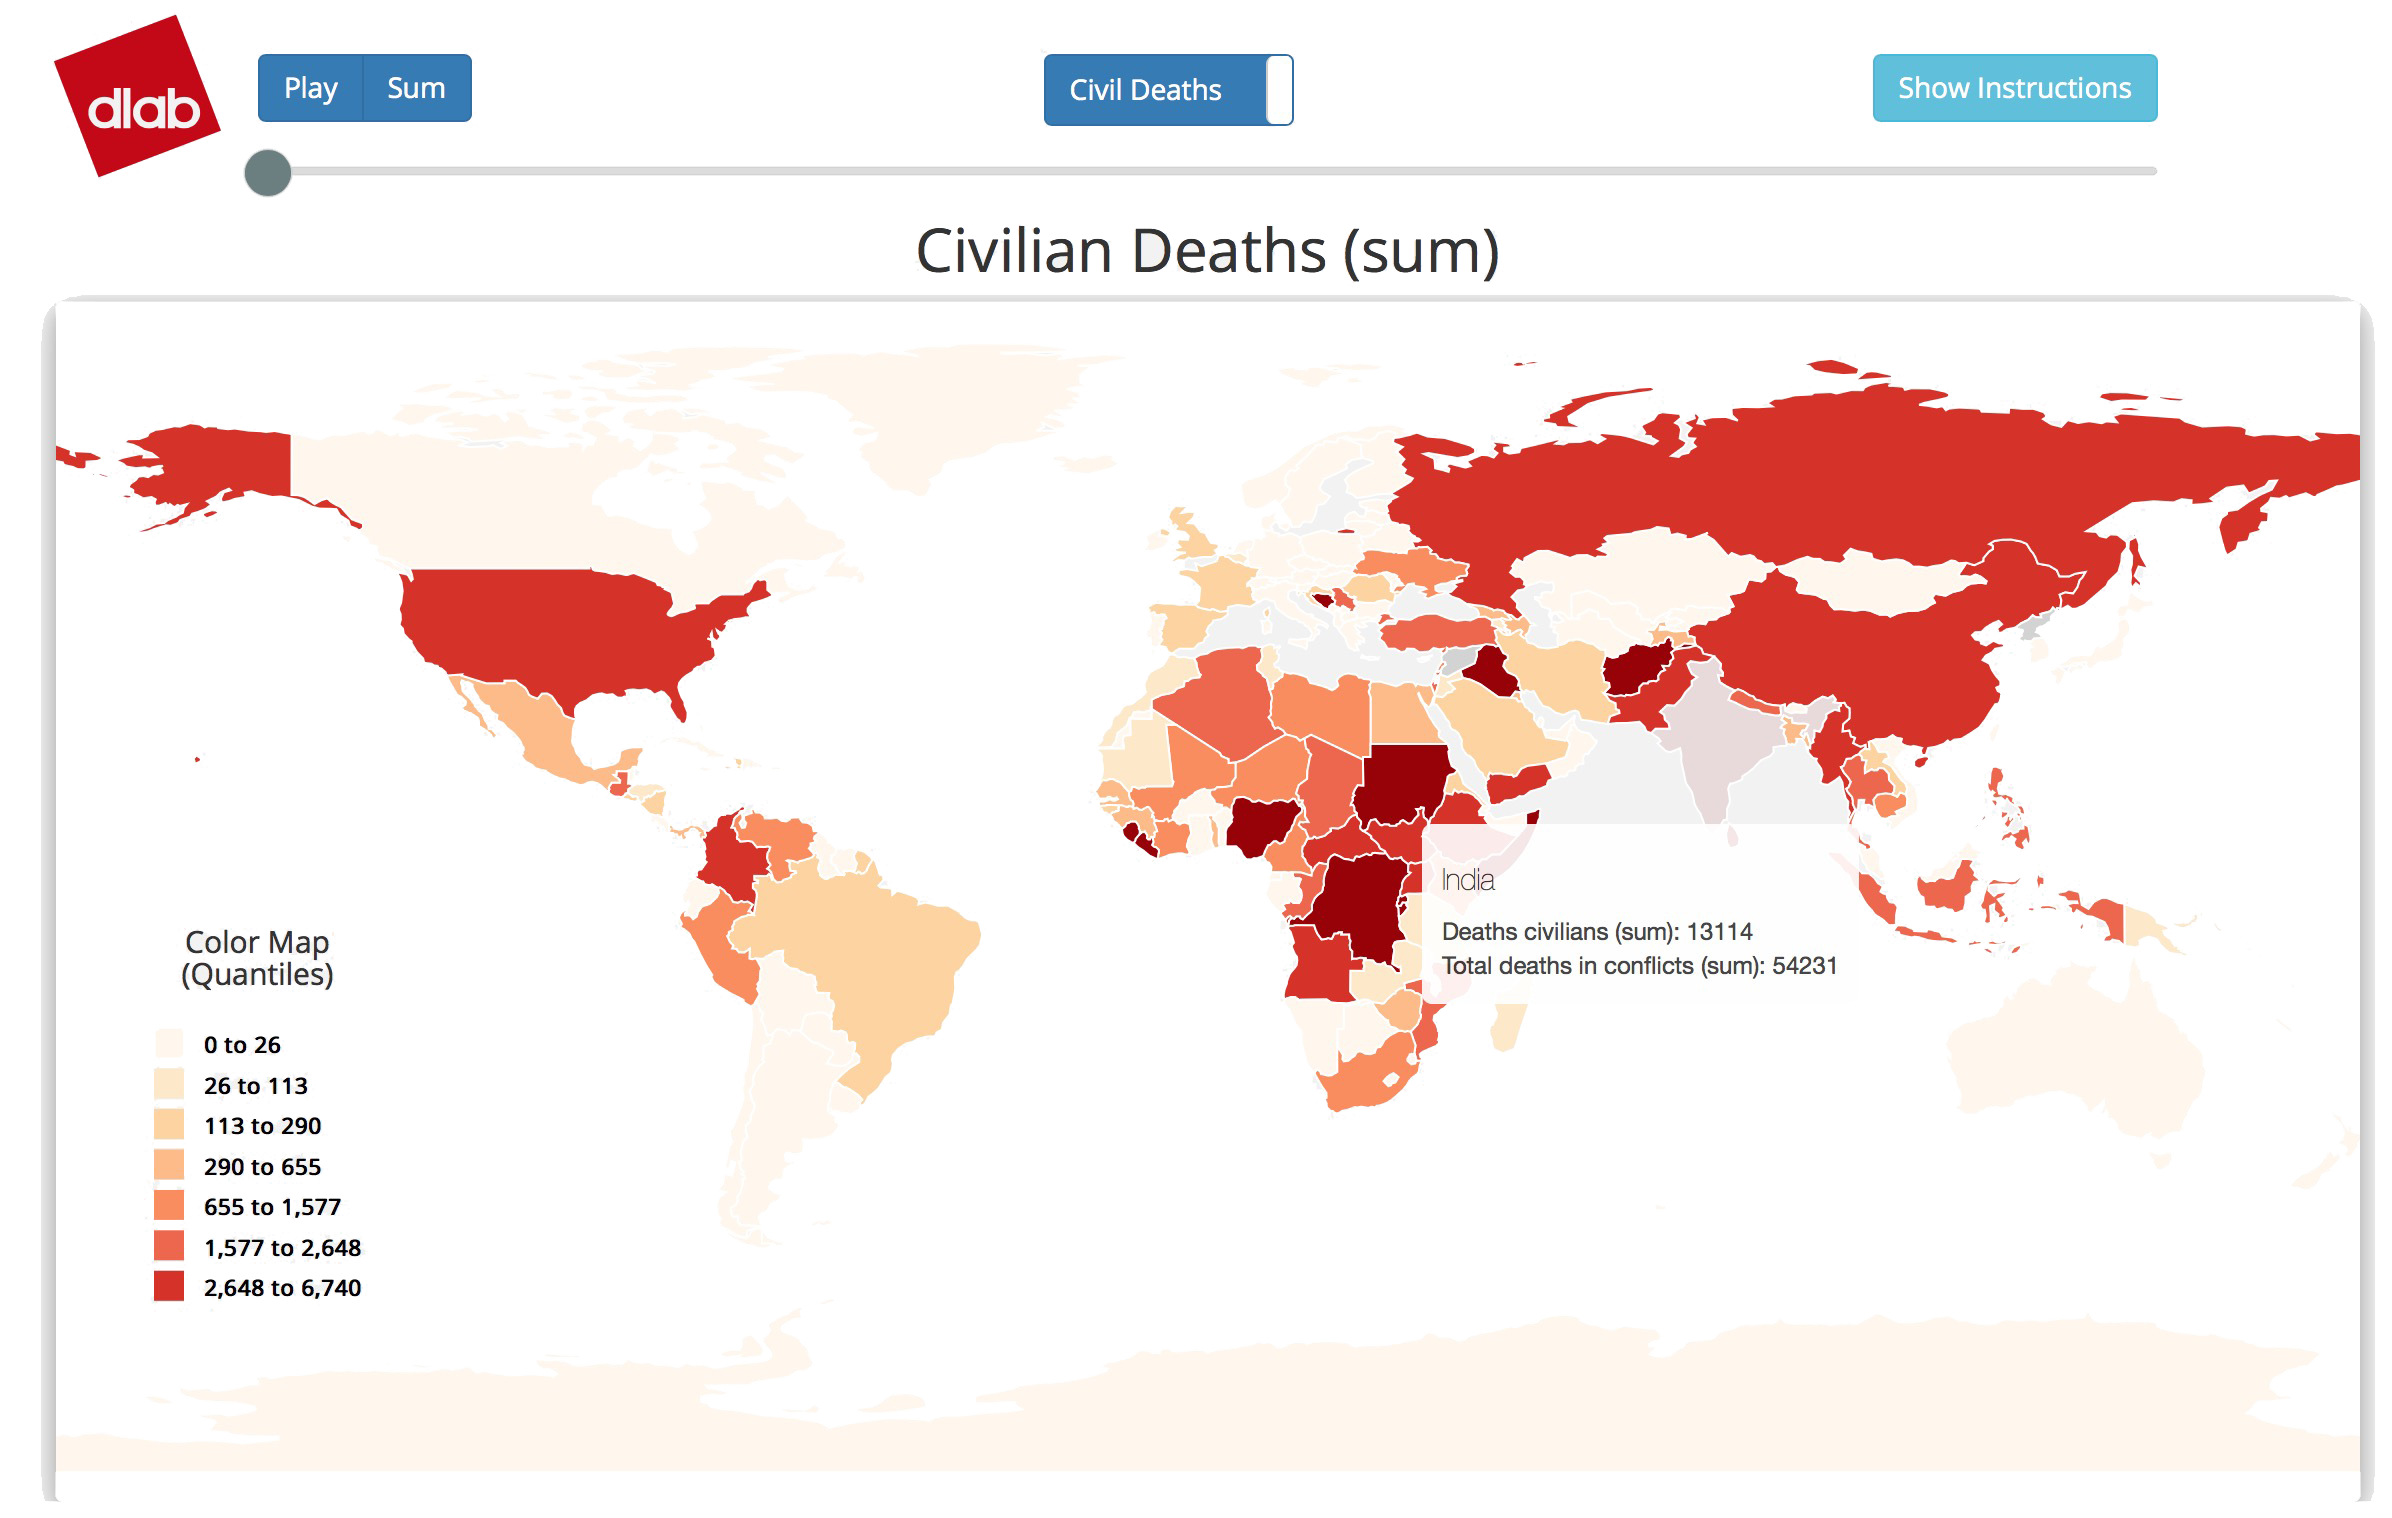 dlab
Play
Sum
Civil Deaths
Show Instructions
Civilian Deaths (sum)
India
Deaths civilians (sum): 13114
Total deaths in conflicts (sum): 54231
Color Map
(Quantiles)
0 to 26
26 to 113
113 to 290
290 to 655
655 to 1,577
1,577 to 2,648
2,648 to 6,740